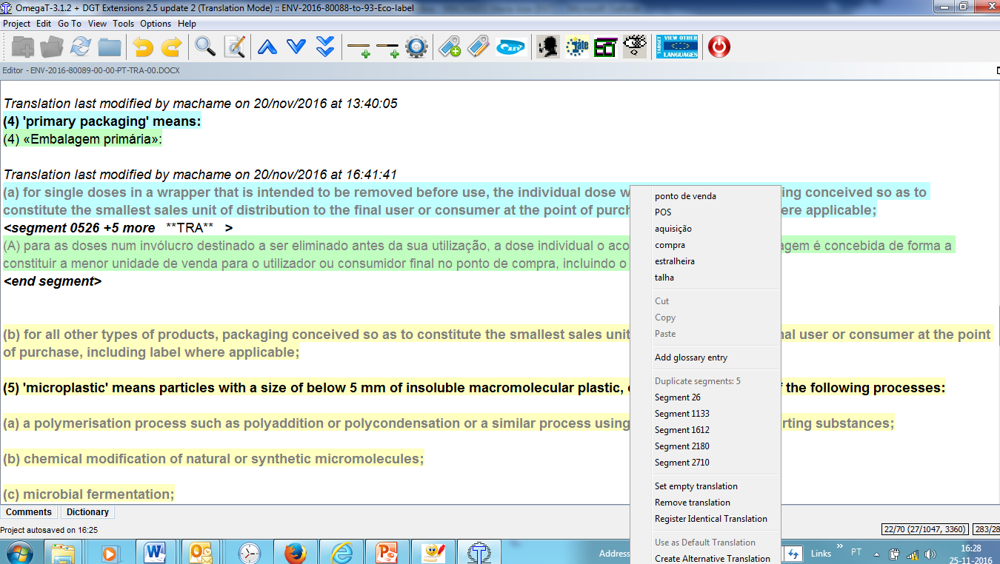 OmegaT-3.1.2 + DGT Extensions 2.5 update 2 (Translation Mode) :: ENV-2016-80088-to-93-Eco-label
Project Edit Go To View Tools Options Help
REV
TARGET
VIEW OTHER
LANGUAGES
Editor - ENV-2016-80089-00-00-PT-TRA-00.DOCX
Translation last modified by machame on 20/nov/2016 at 13:40:05
(4) 'primary packaging' means:
(4) «Embalagem primária»:
Translation last modified by machame on 20/nov/2016 at 16:41:41
(a) for single doses in a wrapper that is intended to be removed before use, the individual dose w ing conceived so as to
constitute the smallest sales unit of distribution to the final user or consumer at the point of purch ere applicable;
<segment 0526 +5 more **TRA** >
(A) para as doses num invólucro destinado a ser eliminado antes da sua utilização, a dose individual o aco agem é concebida de forma a
constituir a menor unidade de venda para o utilizador ou consumidor final no ponto de compra, incluindo o
<end segment>
(b) for all other types of products, packaging conceived so as to constitute the smallest sales unit nal user or consumer at the point
of purchase, including label where applicable;
(5) 'microplastic' means particles with a size of below 5 mm of insoluble macromolecular plastic, f the following processes:
(a) a polymerisation process such as polyaddition or polycondensation or a similar process using rting substances;
(b) chemical modification of natural or synthetic micromolecules;
(c) microbial fermentation;
ponto de venda
POS
aquisição
compra
estralheira
talha
Cut
Copy
Paste
Add glossary entry
Duplicate segments: 5
Segment 26
Segment 1133
Segment 1612
Segment 2180
Segment 2710
Set empty translation
Remove translation
Register Identical Translation
Use as Default Translation
Create Alternative Translation
Comments Dictionary
Project autosaved on 16:25
22/70 (27/1047, 3360) 283/28
Address Links » PT
16:28
25-11-2016